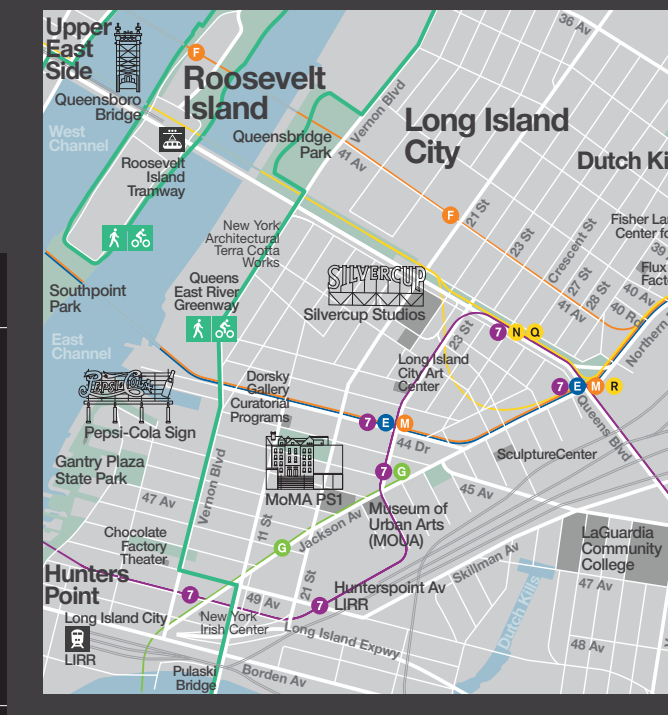 Upper
East
Side
36 Av
F
Roosevelt
Island
Queensboro
Bridge
West
Channel
Vernon Blvd
Long Island
City
Queensbridge
Park
41 Av
Dutch Ki
Roosevelt
Island
Tramway
F
21 St
23 St
Crescent St
Fisher La
Center fo
39
New York
Architectural
Terra Cotta
Works
Flux
Fact
27 St
28 St
40 Av
40 Rd
41 Av
Northern
Southpoint
Park
Queens
East River
Greenway
SILVERCUP
Silvercup Studios
7 N Q
23 St
East
Channel
Long Island
City Art
Center
Dorsky
Gallery
Curatorial
Programs
7 E M R
Queens Blvd
Pepsi-Cola
Pepsi-Cola Sign
7 E M
44 Dr
SculptureCenter
Gantry Plaza
State Park
Vernon Blvd
MoMA PS1
7 G
45 Av
47 Av
11 St
Jackson Av
Museum of
Urban Arts
(MOUA)
Chocolate
Factory
Theater
G
Skillman Av
LaGuardia
Community
College
Hunters
Point
21 St
Hunterspoint Av
LIRR
47 Av
Dutch Kills
7
49 Av
7
Long Island City
New York
Irish Center
Long Island Expwy
48 Av
LIRR
Pulaski
Bridge
Borden Av